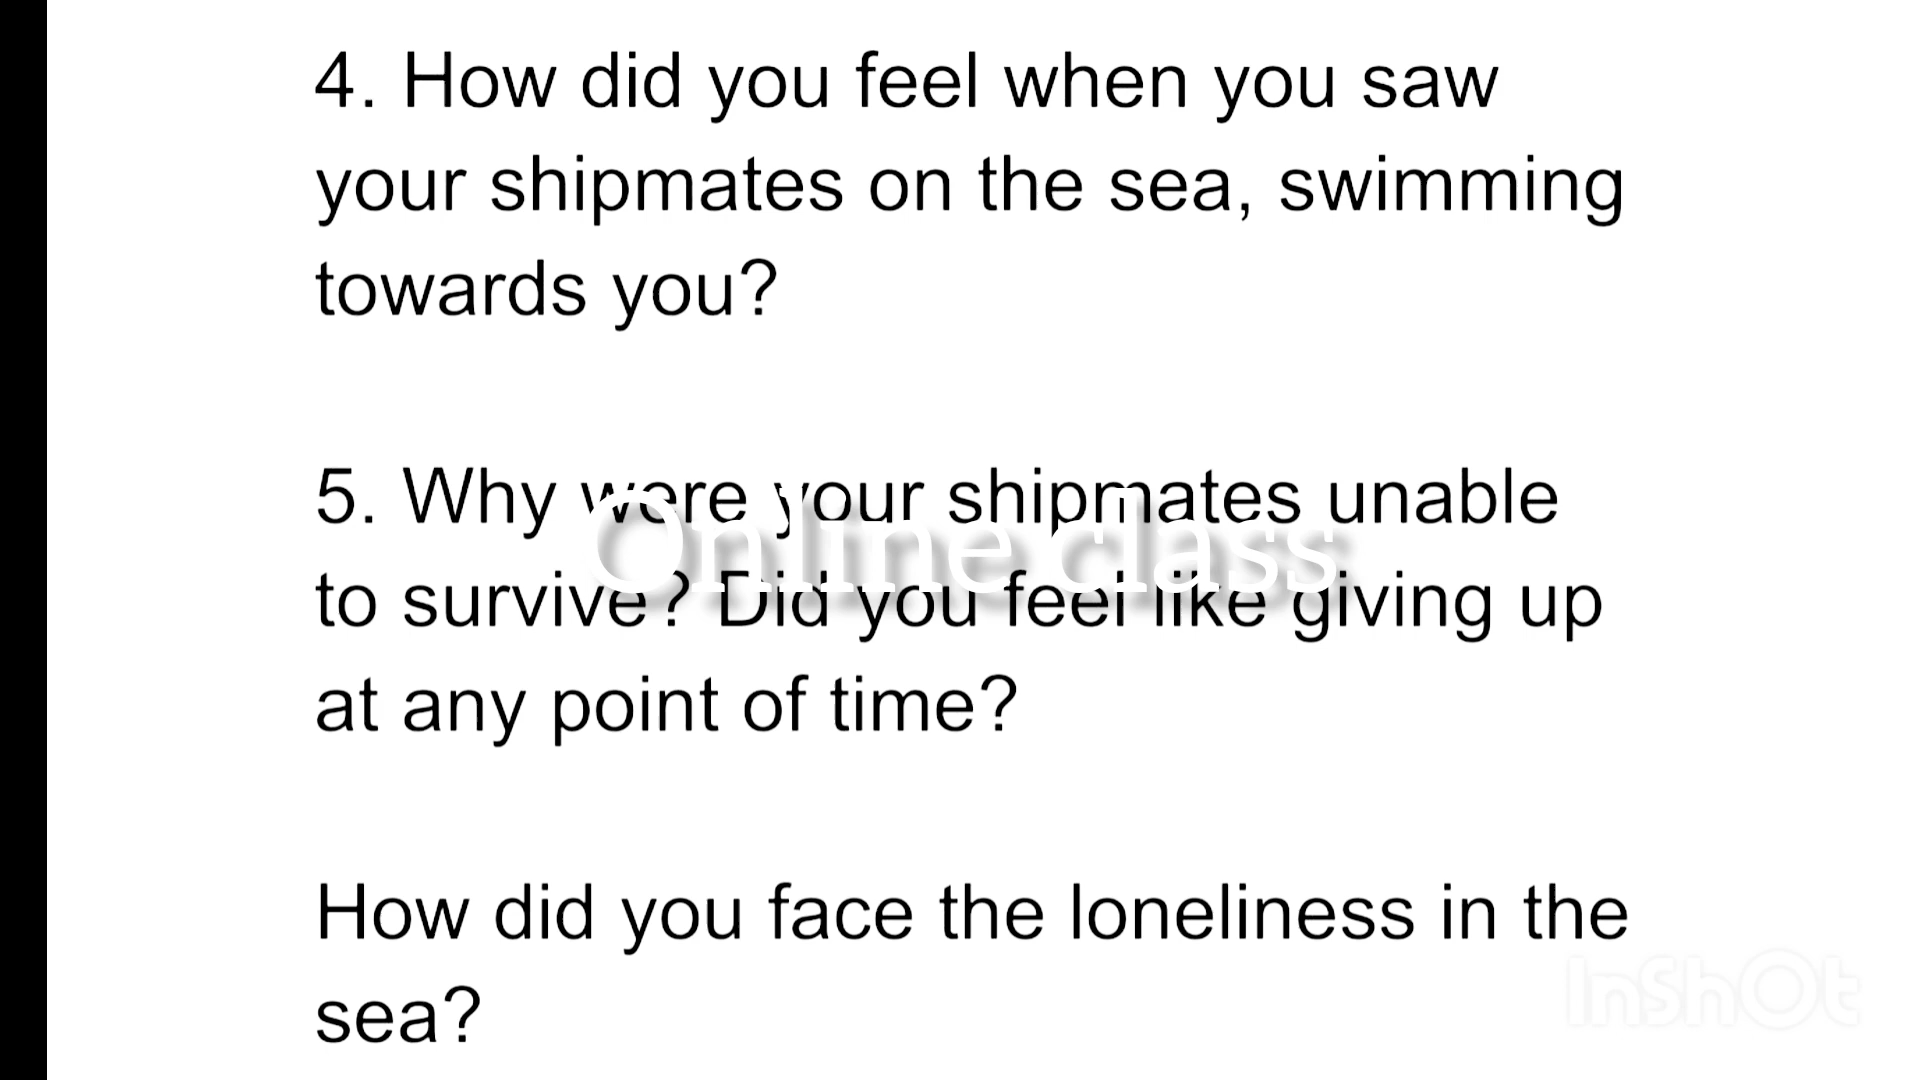 4. How did you feel when you saw
your shipmates on the sea, swimming
towards you?
5. Why were your shipmates unable
Online class
to survive? Did you feel like giving up
at any point of time?
How did you face the loneliness in the
sea?
InShOt